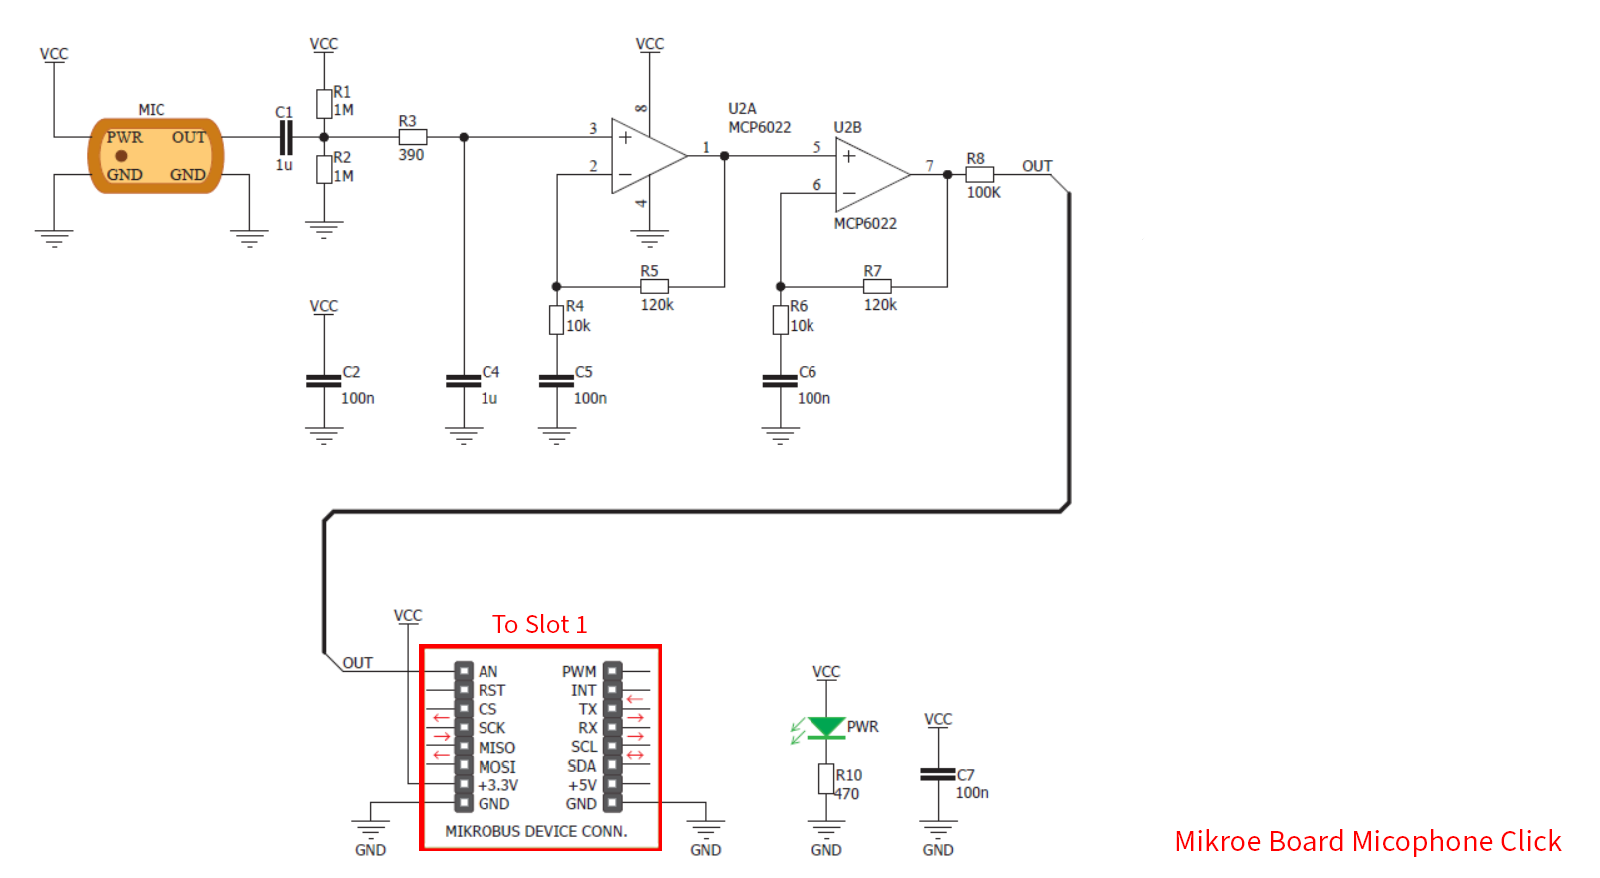 VCC
MIC
PWR OUT
GND GND
C1
1u
VCC
R1
1M
R2
1M
R3
390
VCC
8
3
2
1
4
U2A
MCP6022
U2B
5
6
7
MCP6022
R8
100K
OUT
R5
120k
R7
120k
R4
10k
R6
10k
VCC
C2
100n
C4
1u
C5
100n
C6
100n
VCC
To Slot 1
OUT
AN PWM
RST INT
CS TX
SCK RX
MISO SCL
MOSI SDA
+3.3V +5V
GND GND
MIKROBUS DEVICE CONN.
GND
GND
VCC
PWR
R10
470
GND
VCC
C7
100n
GND
Mikroe Board Micophone Click